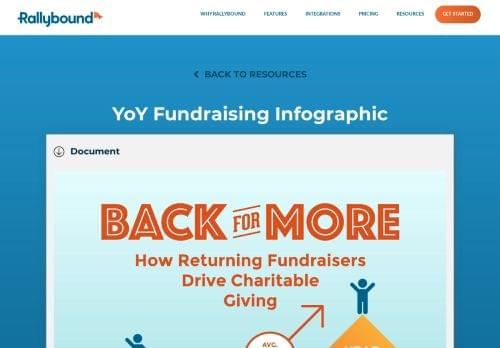 Rallybound
WHY RALLYBOUND
FEATURES
INTEGRATIONS
PRICING
RESOURCES
GET STARTED
BACK TO RESOURCES
YoY Fundraising Infographic
Document
BACK FOR MORE
How Returning Fundraisers
Drive Charitable
Giving
AVG.